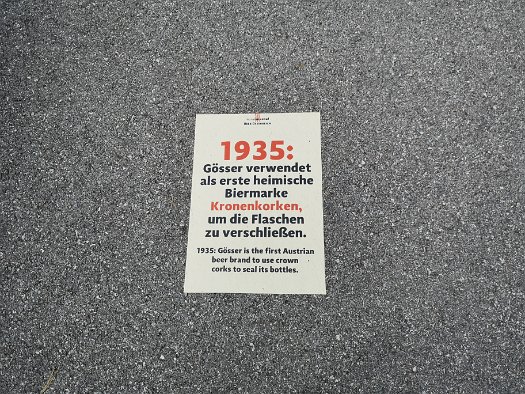 1935:
Gösser verwendet
als erste heimische
Biermarke
Kronenkorken,
um die Flaschen
zu verschließen.
1935: Gösser is the first Austrian
beer brand to use crown
corks to seal its bottles.